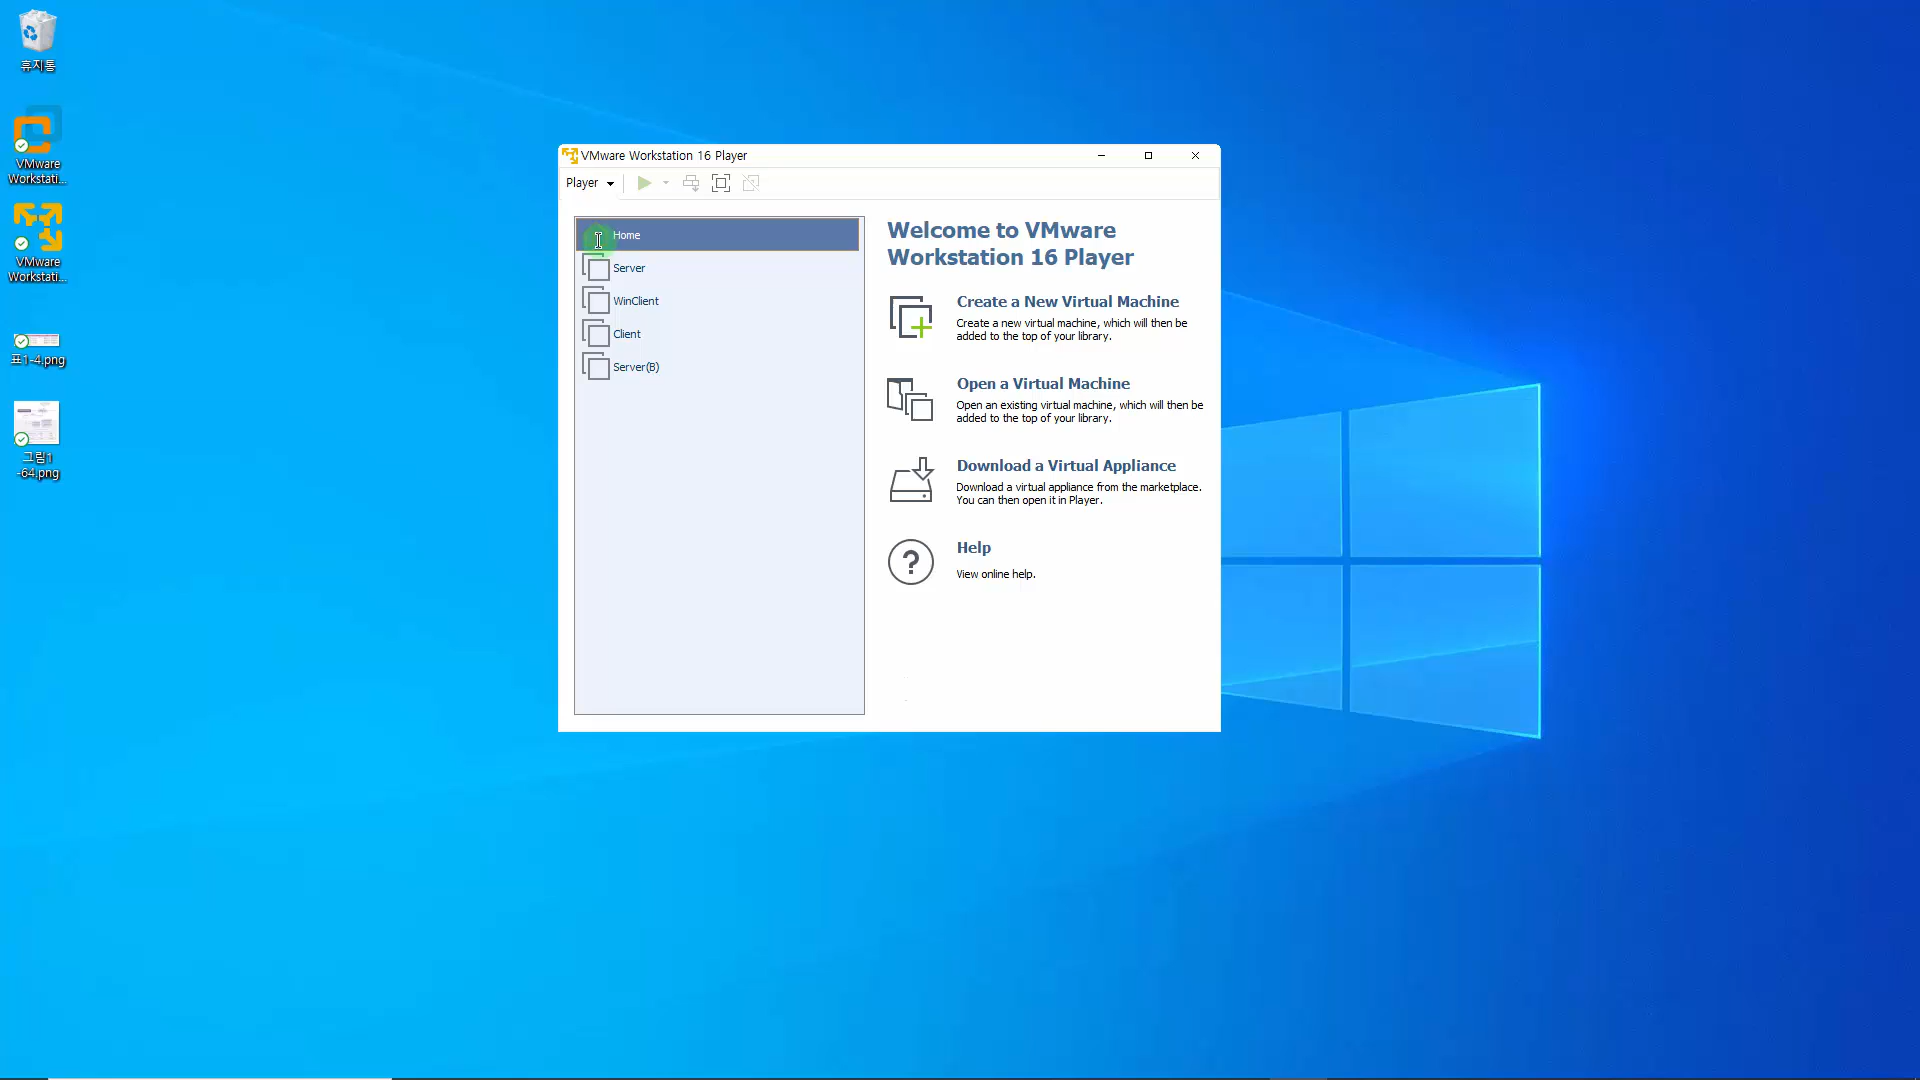 휴지통
VMware
Workstati...
VMware
Workstati...
표1-4.png
그림1
-64.png
VMware Workstation 16 Player
Player
Home
Server
WinClient
Client
Server(B)
Welcome to VMware
Workstation 16 Player
Create a New Virtual Machine
Create a new virtual machine, which will then be
added to the top of your library.
Open a Virtual Machine
Open an existing virtual machine, which will then be
added to the top of your library.
Download a Virtual Appliance
Download a virtual appliance from the marketplace.
You can then open it in Player.
Help
View online help.